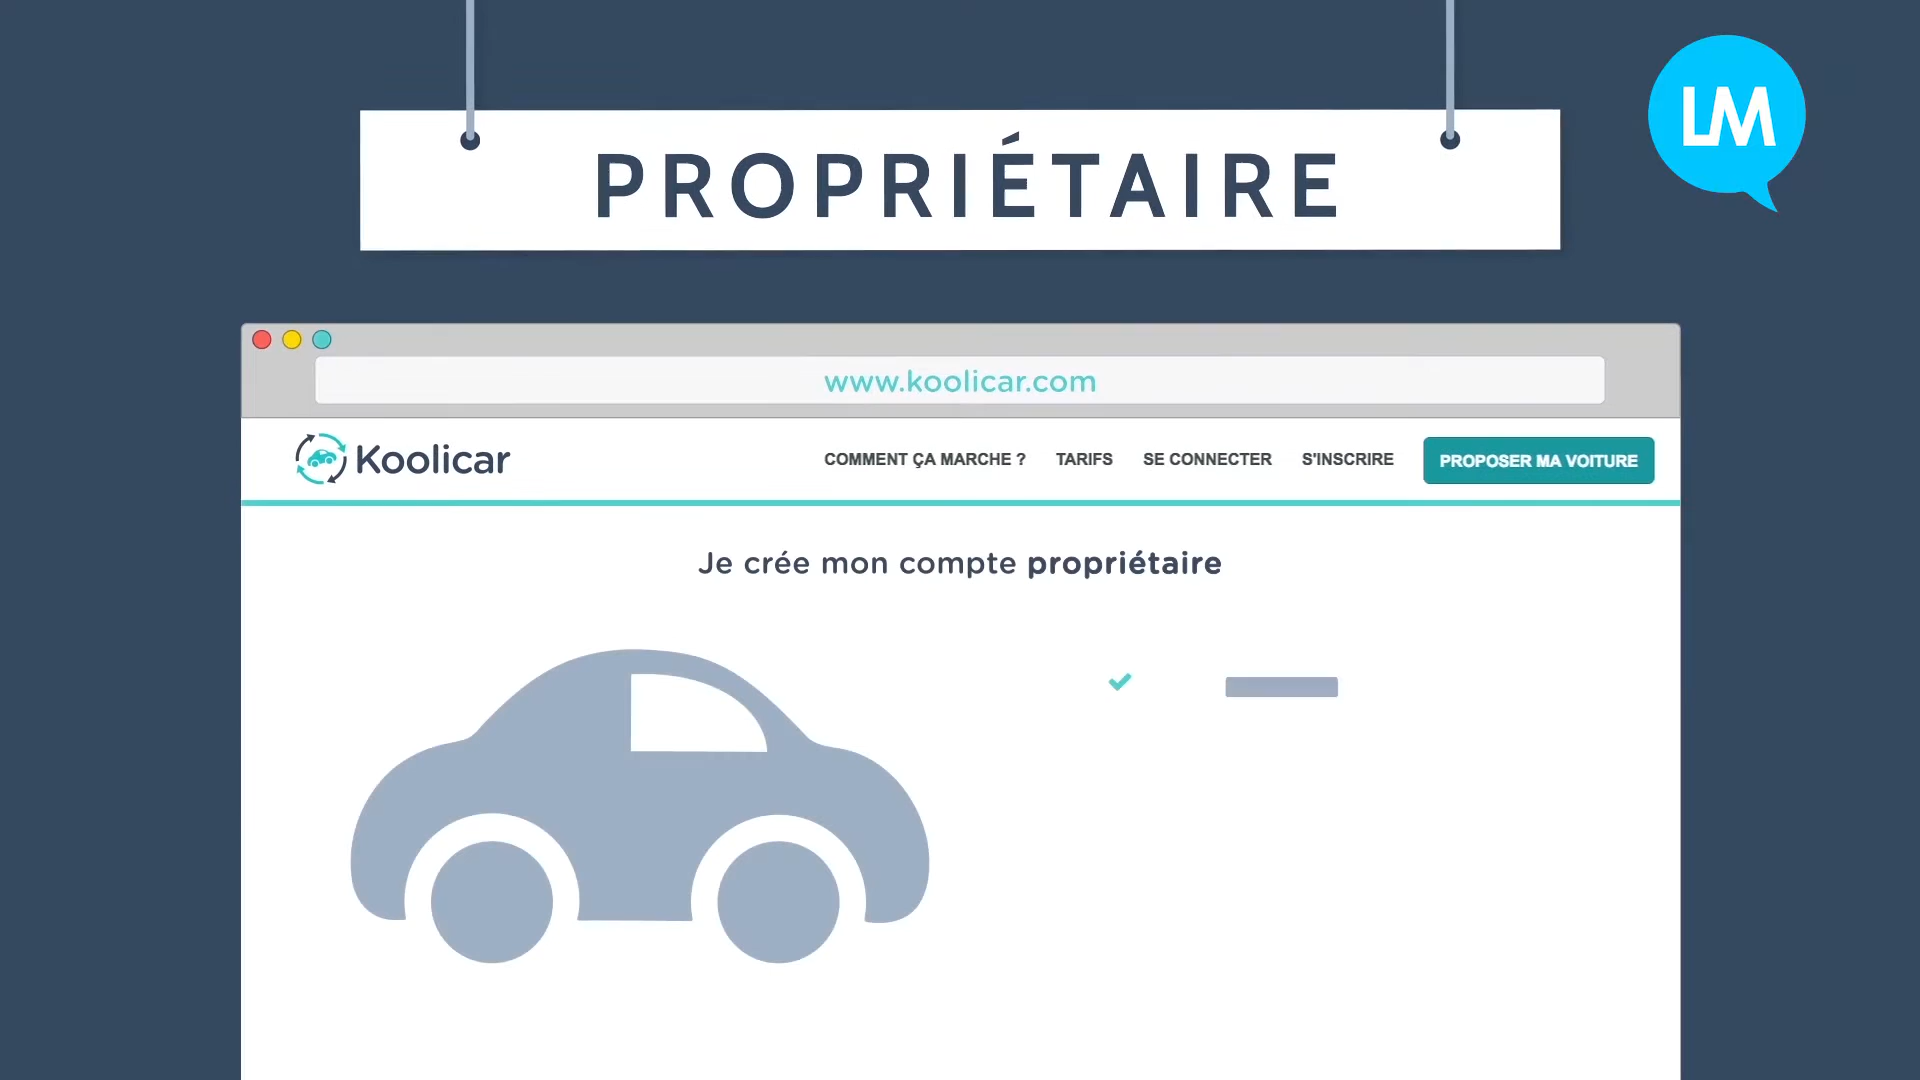 PROPRIÉTAIRE
LM
www.koolicar.com
Koolicar
COMMENT ÇA MARCHE ?
TARIFS
SE CONNECTER
S'INSCRIRE
PROPOSER MA VOITURE
Je crée mon compte propriétaire